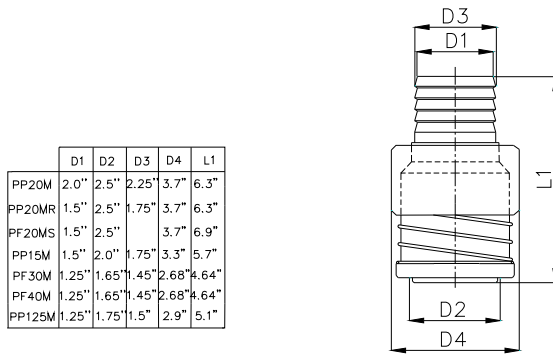 D3
D1
L1
D2
D4
D1 D2 D3 D4 L1
PP20M 2.0" 2.5" 2.25" 3.7" 6.3"
PP20MR 1.5" 2.5" 1.75" 3.7" 6.3"
PF20MS 1.5" 2.5" 3.7" 6.9"
PP15M 1.5" 2.0" 1.75" 3.3" 5.7"
PF30M 1.25" 1.65" 1.45" 2.68" 4.64"
PF40M 1.25" 1.65" 1.45" 2.68" 4.64"
PP125M 1.25" 1.75" 1.5" 2.9" 5.1"